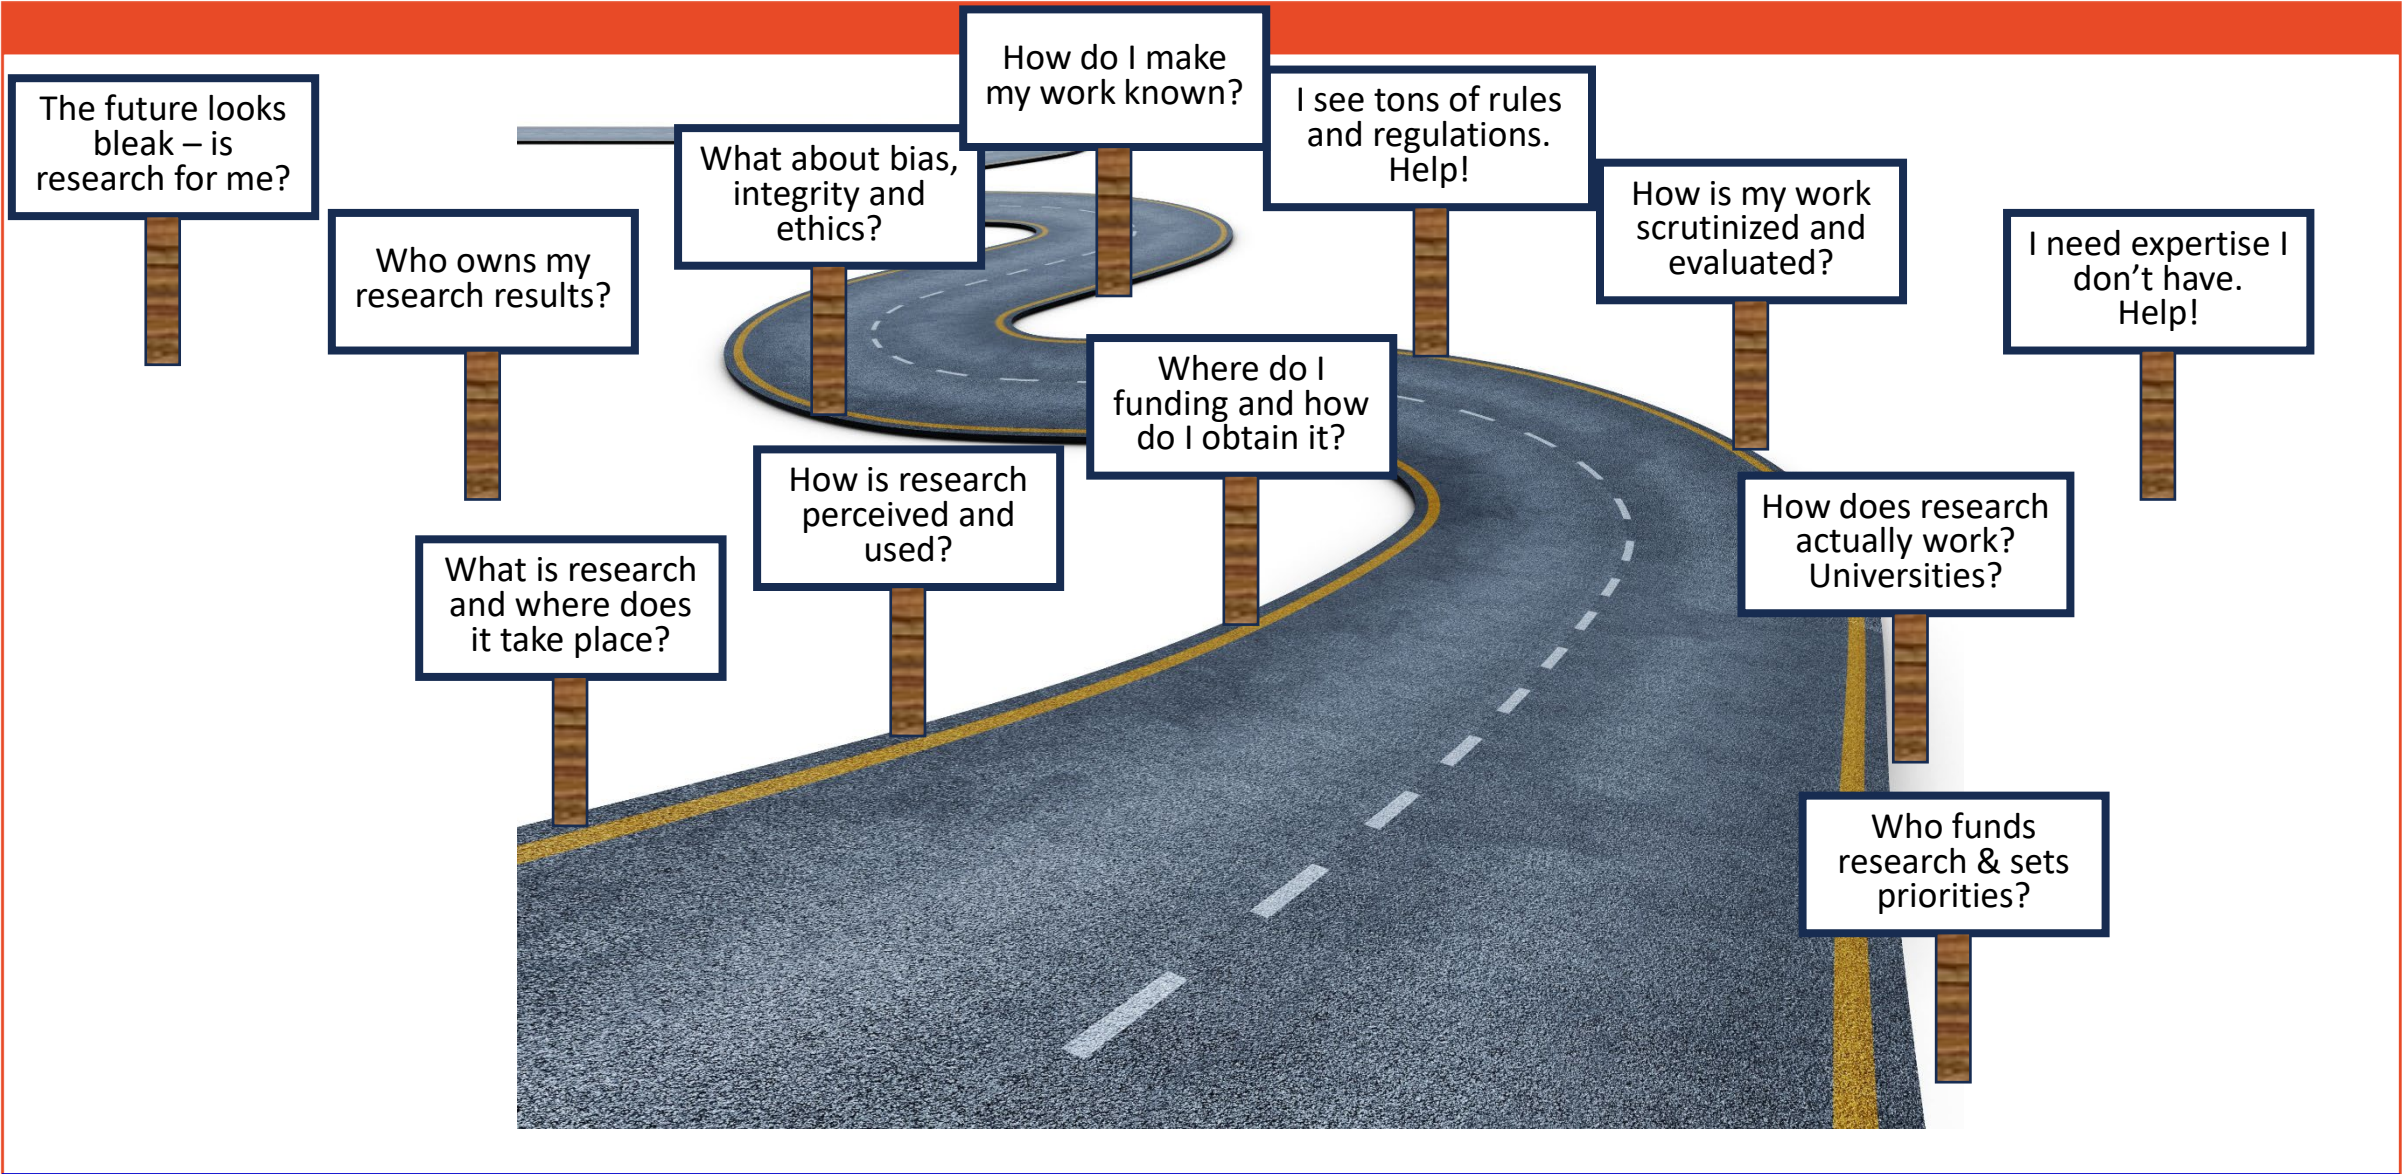 How do I make
my work known?
The future looks
bleak – is
research for me?
I see tons of rules
and regulations.
Help!
What about bias,
integrity and
ethics?
How is my work
scrutinized and
evaluated?
Who owns my
research results?
I need expertise I
don’t have.
Help!
Where do I
funding and how
do I obtain it?
How is research
perceived and
used?
How does research
actually work?
Universities?
What is research
and where does
it take place?
Who funds
research & sets
priorities?